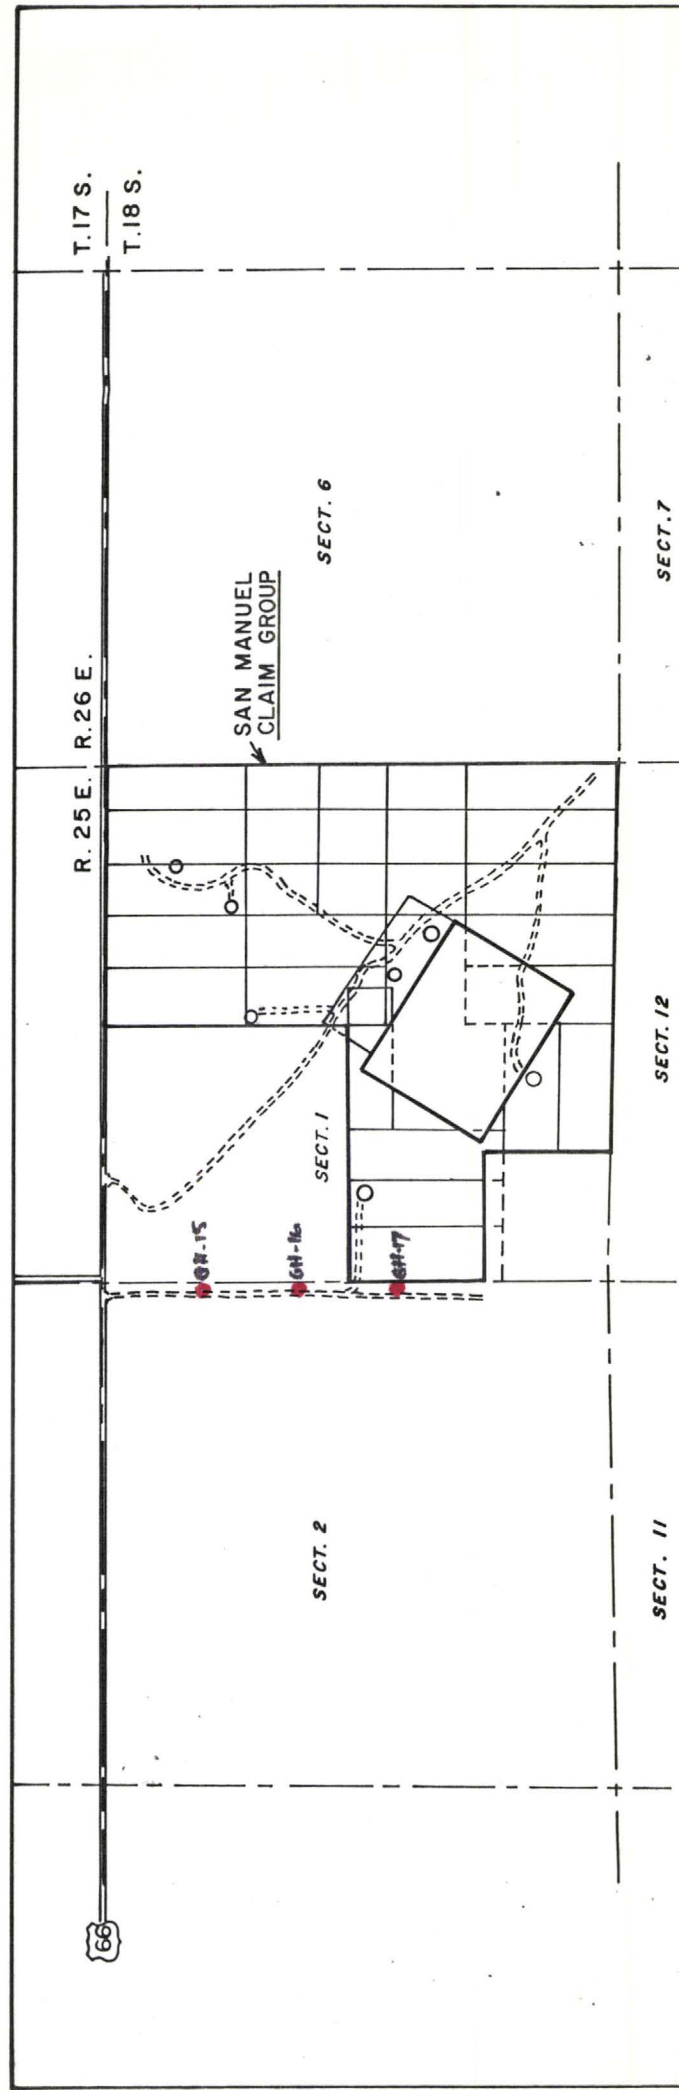 T.17 S.
T.18 S.
R. 25 E. R. 26 E.
SAN MANUEL
CLAIM GROUP
SECT. 6
SECT. 7
SECT. 1
SECT. 12
GH-15
GH-16
GH-17
SECT. 2
SECT. 11
66